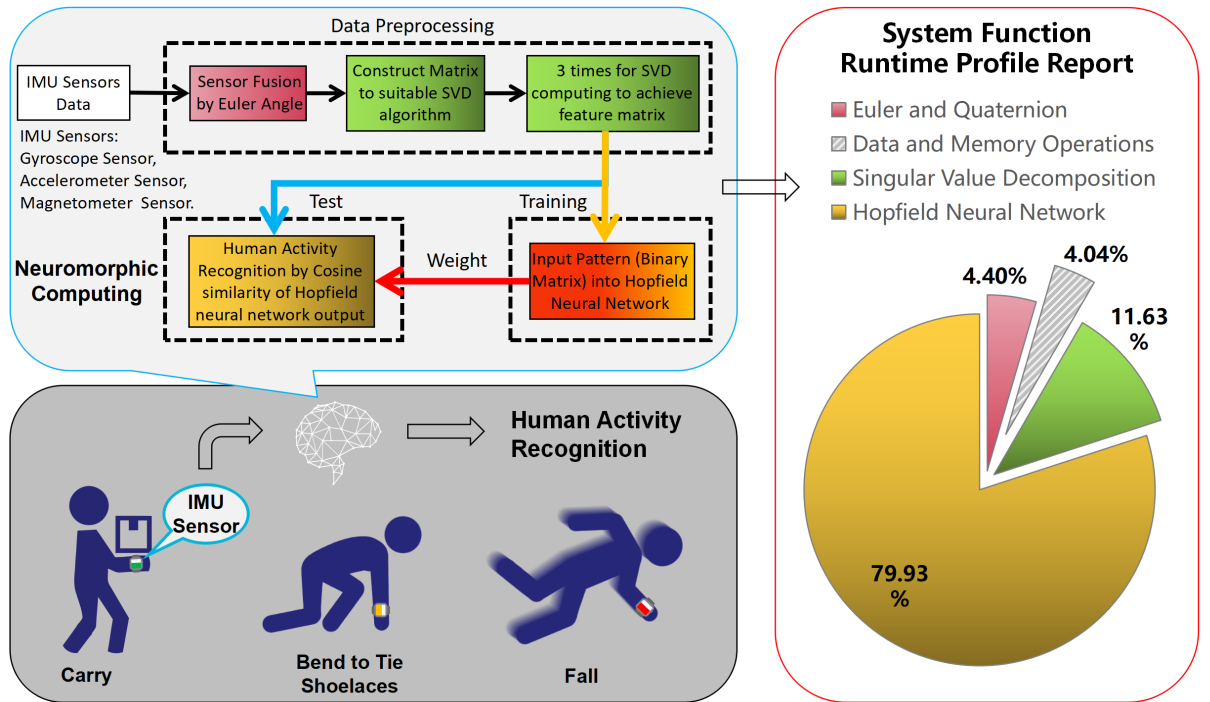 Data Preprocessing
IMU Sensors
Data
Sensor Fusion
by Euler Angle
Construct Matrix
to suitable SVD
algorithm
3 times for SVD
computing to achieve
feature matrix
IMU Sensors:
Gyroscope Sensor,
Accelerometer Sensor,
Magnetometer Sensor.
Test
Training
Neuromorphic
Computing
Human Activity
Recognition by Cosine
similarity of Hopfield
neural network output
Weight
Input Pattern (Binary
Matrix) into Hopfield
Neural Network
Human Activity
Recognition
IMU
Sensor
Carry
Bend to Tie
Shoelaces
Fall
System Function
Runtime Profile Report
Euler and Quaternion
Data and Memory Operations
Singular Value Decomposition
Hopfield Neural Network
4.40%
4.04%
11.63
%
79.93
%